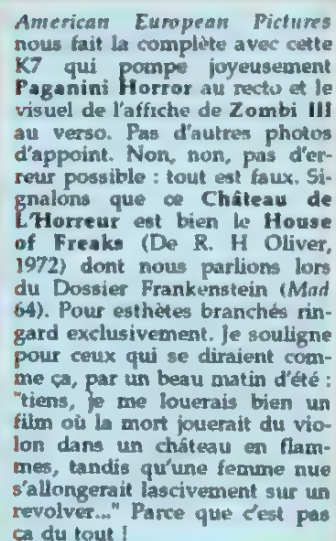 American European Pictures
nous fait la complète avec cette
K7 qui pompe joyeusement
Paganini Horror au recto et le
visuel de l'affiche de Zombi III
au verso. Pas d'autres photos
d'appoint. Non, non, pas d'er-
reur possible : tout est faux. Si-
gnalons que ce Château de
L'Horreur est bien le House
of Freaks (De R. H Oliver,
1972) dont nous parlions lors
du Dossier Frankenstein (Mad
64). Pour esthètes branchés rin-
gard exclusivement. Je souligne
pour ceux qui se diraient com-
me ça, par un beau matin d'été :
"tiens, je me louerais bien un
film où la mort jouerait du vio-
lon dans un château en flam-
mes, tandis qu'une femme nue
s'allongerait lascivement sur un
revolver..." Parce que c'est pas
ça du tout !